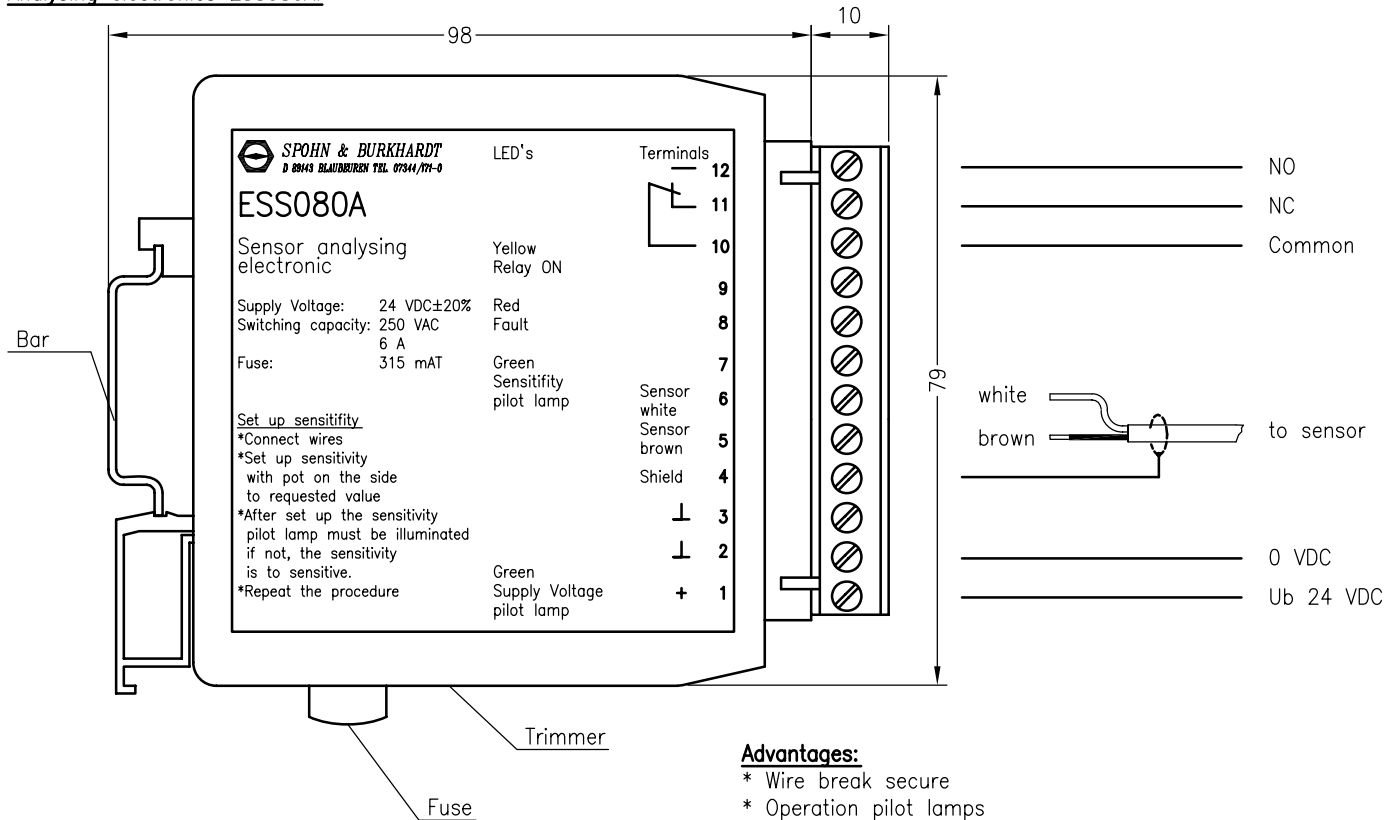 98
10
SPOHN & BURKHARDT
D 89143 BLAUBEUREN TEL. 07344/171-0
ESS080A
Sensor analysing
electronic
Supply Voltage: 24 VDC±20%
Switching capacity: 250 VAC
6 A
Fuse: 315 mAT
Set up sensitifity
*Connect wires
*Set up sensitivity
with pot on the side
to requested value
*After set up the sensitivity
pilot lamp must be illuminated
if not, the sensitivity
is to sensitive.
*Repeat the procedure
LED's
Yellow
Relay ON
Red
Fault
Green
Sensitifity
pilot lamp
Green
Supply Voltage
pilot lamp
Terminals
12
11
10
9
8
7
Sensor
white 6
Sensor
brown 5
Shield 4
3
2
+ 1
79
NO
NC
Common
white
brown
to sensor
0 VDC
Ub 24 VDC
Bar
Trimmer
Fuse
Advantages:
* Wire break secure
* Operation pilot lamps